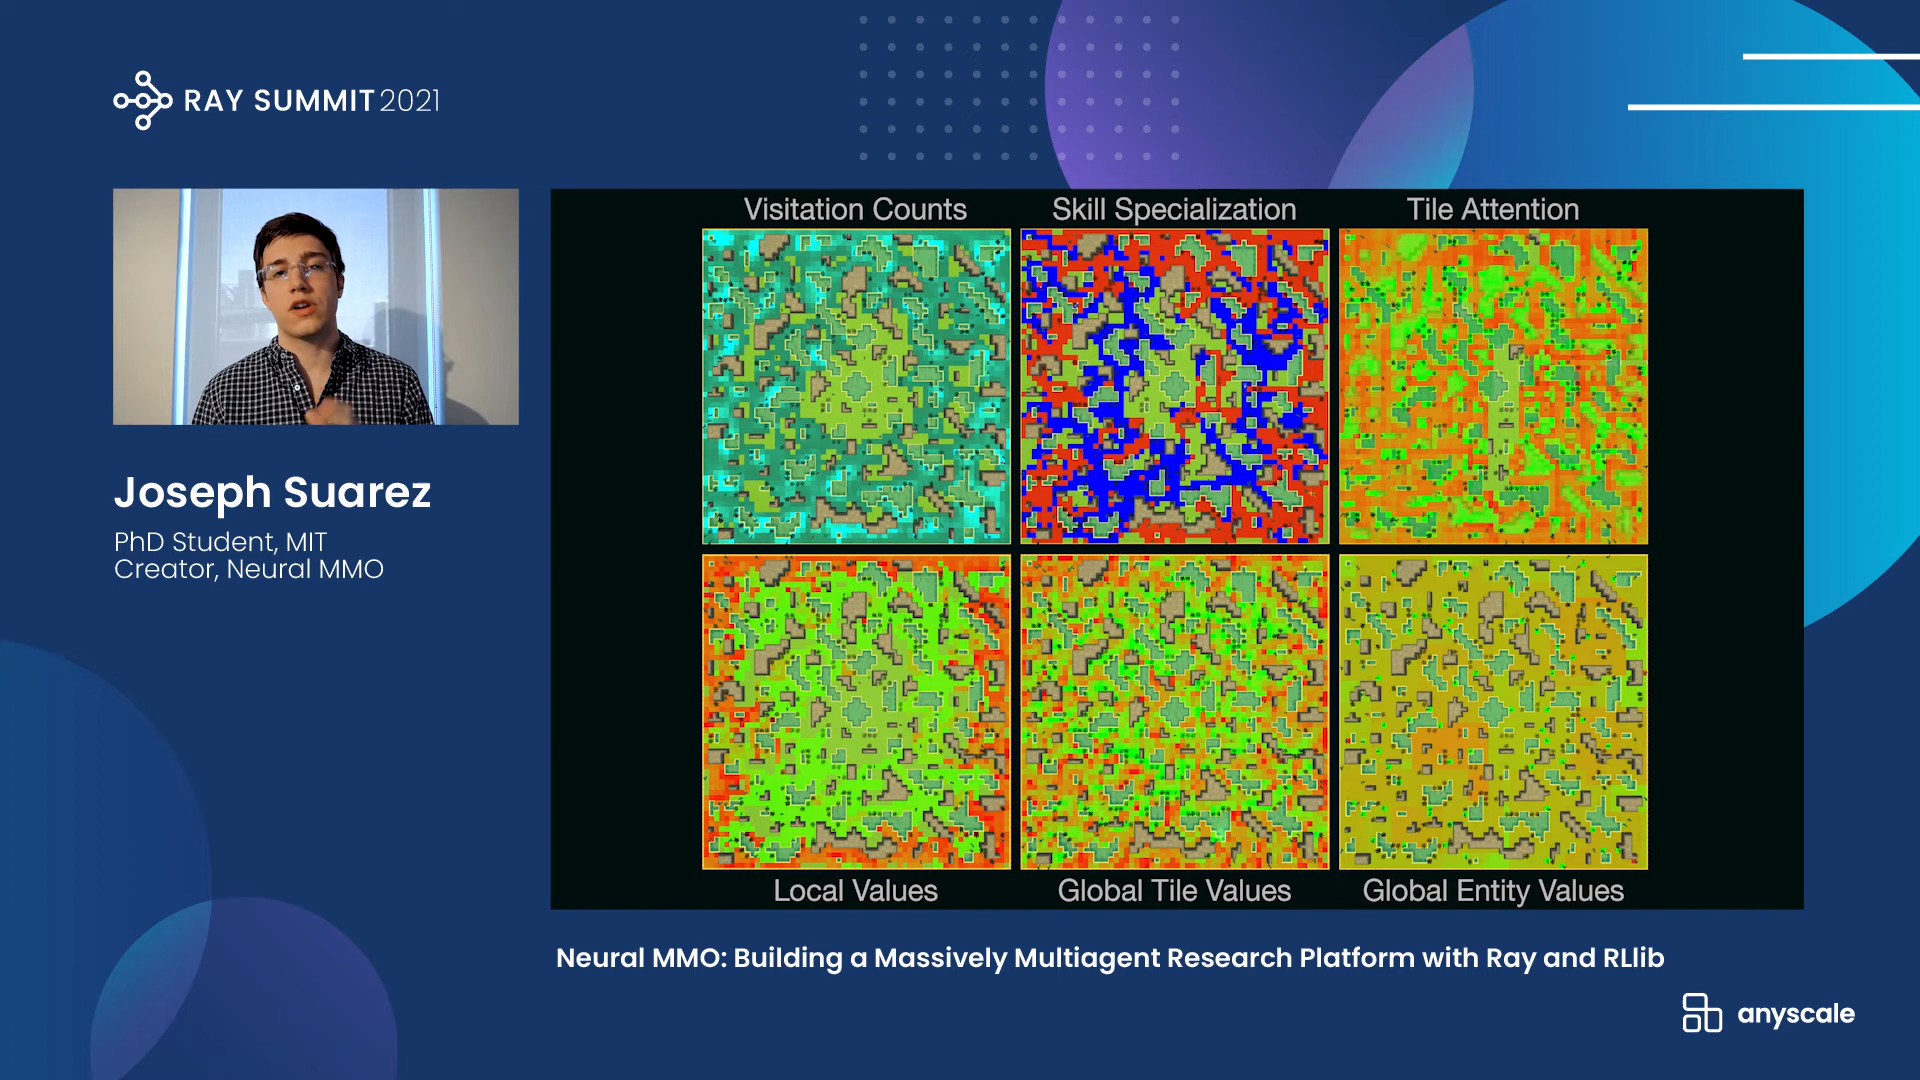 RAY SUMMIT 2021
Joseph Suarez
PhD Student, MIT
Creator, Neural MMO
Visitation Counts
Skill Specialization
Tile Attention
Local Values
Global Tile Values
Global Entity Values
Neural MMO: Building a Massively Multiagent Research Platform with Ray and RLlib
anyscale